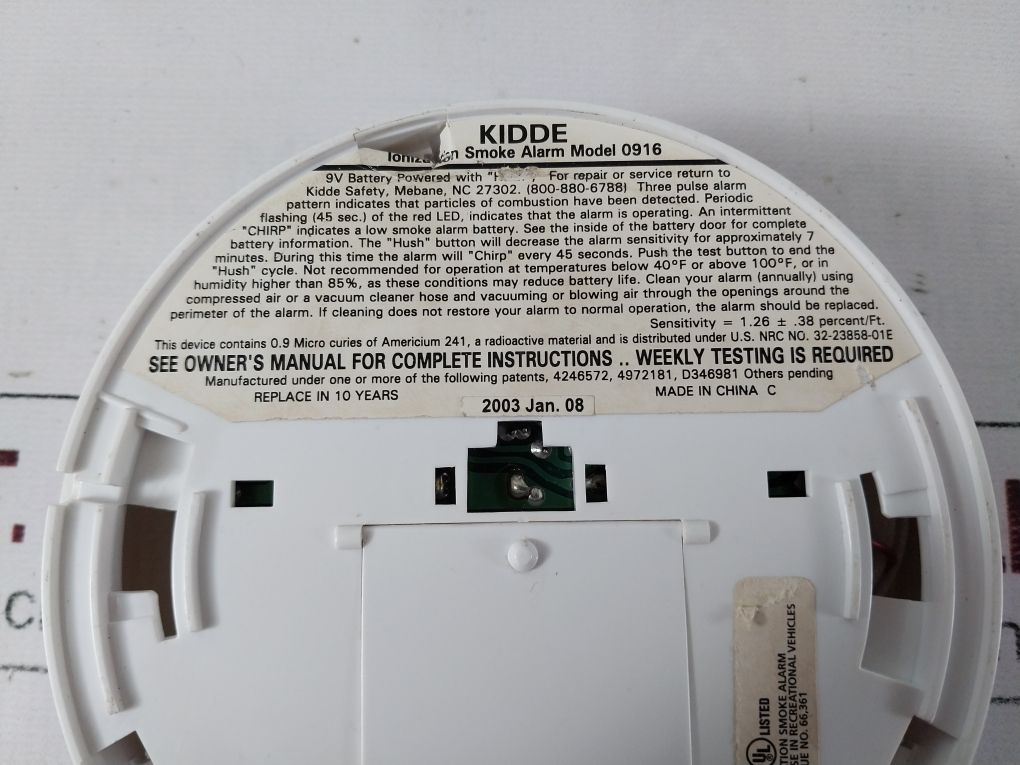 KIDDE
Smoke Alarm Model 0916
9V Battery Powered with " For repair or service return to
Kidde Safety, Mebane, NC 27302. (800-880-6788) Three pulse alarm
pattern indicates that particles of combustion have been detected. Periodic
flashing (45 sec.) of the red LED, indicates that the alarm is operating. An intermittent
"CHIRP" indicates a low smoke alarm battery. See the inside of the battery door for complete
battery information. The "Hush" button will decrease the alarm sensitivity for approximately 7
minutes. During this time the alarm will "Chirp" every 45 seconds. Push the test button to end the
"Hush" cycle. Not recommended for operation at temperatures below 40°F or above 100°F, or in
humidity higher than 85%, as these conditions may reduce battery life. Clean your alarm (annually) using
compressed air or a vacuum cleaner hose and vacuuming or blowing air through the openings around the
perimeter of the alarm. If cleaning does not restore your alarm to normal operation, the alarm should be replaced.
Sensitivity = 1.26 ± .38 percent/Ft.
This device contains 0.9 Micro curies of Americium 241, a radioactive material and is distributed under U.S. NRC NO. 32-23858-01E
SEE OWNER'S MANUAL FOR COMPLETE INSTRUCTIONS .. WEEKLY TESTING IS REQUIRED
Manufactured under one or more of the following patents, 4246572, 4972181, D346981 Others pending
REPLACE IN 10 YEARS
2003 Jan. 08
MADE IN CHINA C
UL LISTED
TION SMOKE ALARM
SE IN RECREATIONAL VEHICLES
UE NO. 66,361
C